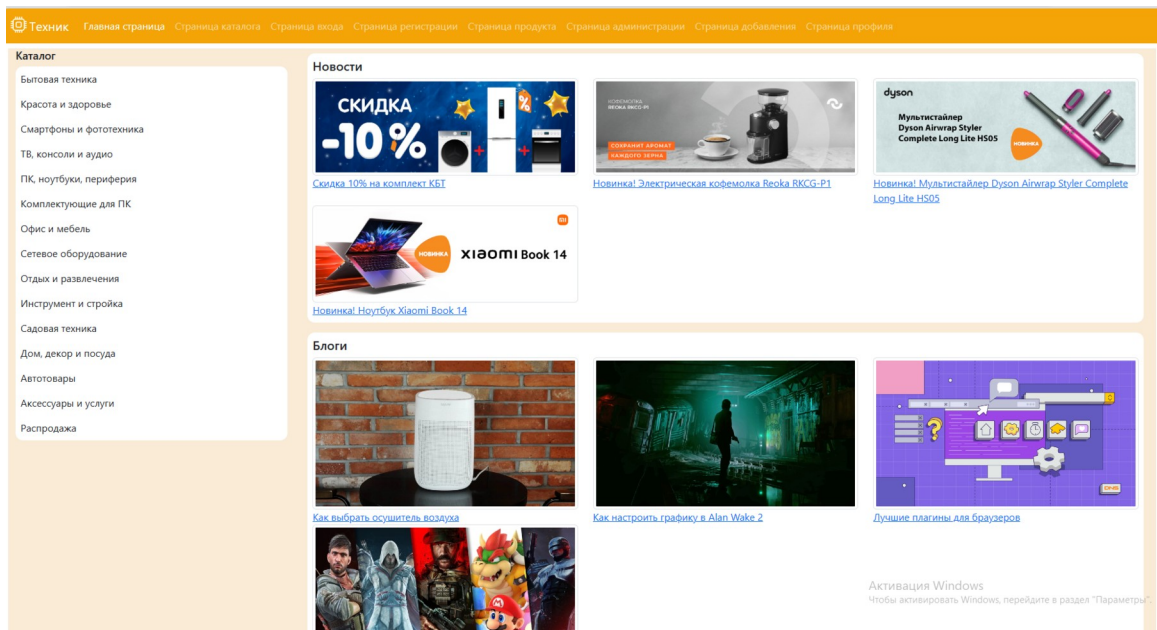 Техник Главная страница Страница каталога Страница входа Страница регистрации Страница продукта Страница администрации Страница добавления Страница профиля
Каталог
Бытовая техника
Красота и здоровье
Смартфоны и фототехника
ТВ, консоли и аудио
ПК, ноутбуки, периферия
Комплектующие для ПК
Офис и мебель
Сетевое оборудование
Отдых и развлечения
Инструмент и стройка
Садовая техника
Дом, декор и посуда
Автотовары
Аксессуары и услуги
Распродажа
Новости
СКИДКА
-10%
%
Скидка 10% на комплект КБТ
КОФЕМОЛКА
REOKA RKCG-P1
СОХРАНИТ АРОМАТ
КАЖДОГО ЗЕРНА
Новинка! Электрическая кофемолка Reoka RKCG-P1
dyson
Мультистайлер
Dyson Airwrap Styler
Complete Long Lite HS05
НОВИНКА
Новинка! Мультистайлер Dyson Airwrap Styler Complete
Long Lite HS05
НОВИНКА
xiaomi Book 14
Новинка! Ноутбук Xiaomi Book 14
Блоги
Как выбрать осушитель воздуха
Как настроить графику в Alan Wake 2
DNS
Лучшие плагины для браузеров
Активация Windows
Чтобы активировать Windows, перейдите в раздел "Параметры".